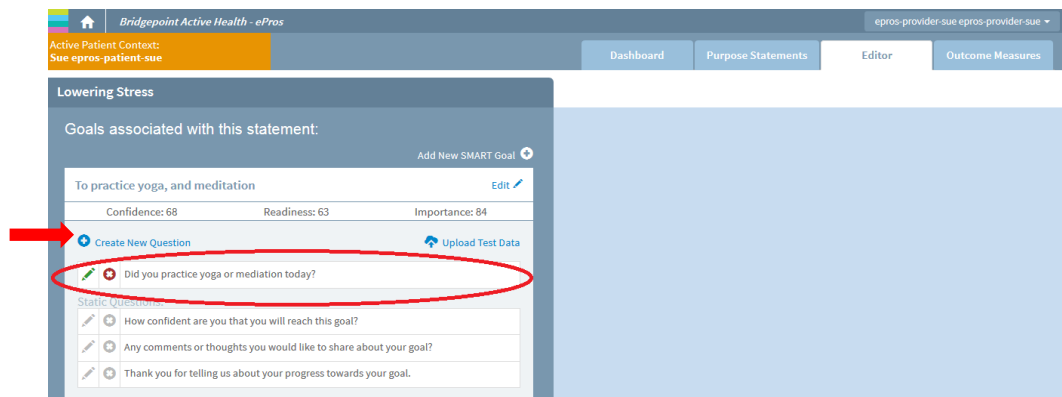 Bridgepoint Active Health - ePros
epros-provider-sue epros-provider-sue
Active Patient Context:
Sue epros-patient-sue
Dashboard
Purpose Statements
Editor
Outcome Measures
Lowering Stress
Goals associated with this statement:
Add New SMART Goal
To practice yoga, and meditation
Edit
Confidence: 68
Readiness: 63
Importance: 84
Create New Question
Upload Test Data
Did you practice yoga or mediation today?
Static Questions:
How confident are you that you will reach this goal?
Any comments or thoughts you would like to share about your goal?
Thank you for telling us about your progress towards your goal.